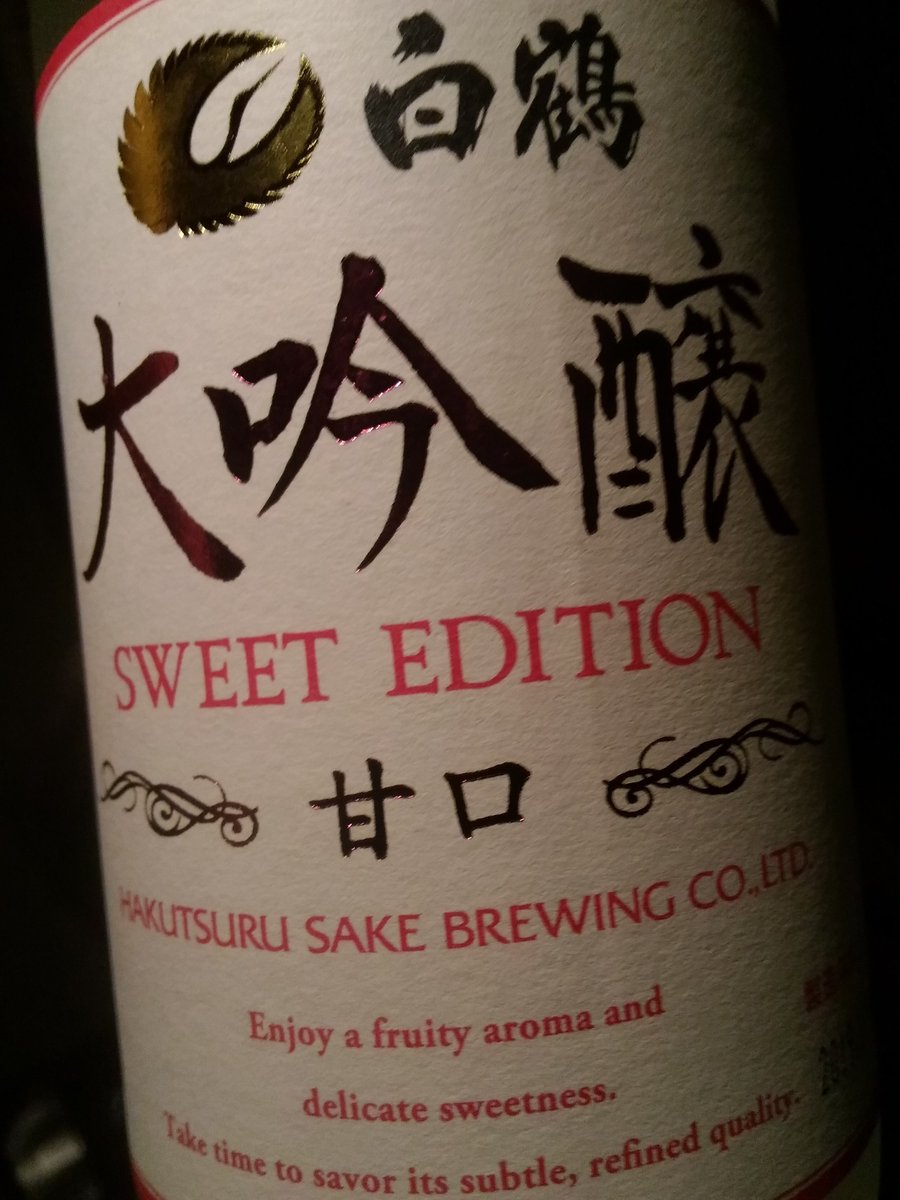 白鶴
大吟醸
SWEET EDITION
甘口
HAKUTSURU SAKE BREWING CO.,LTD.
Enjoy a fruity aroma and
delicate sweetness.
Take time to savor its subtle, refined quality.